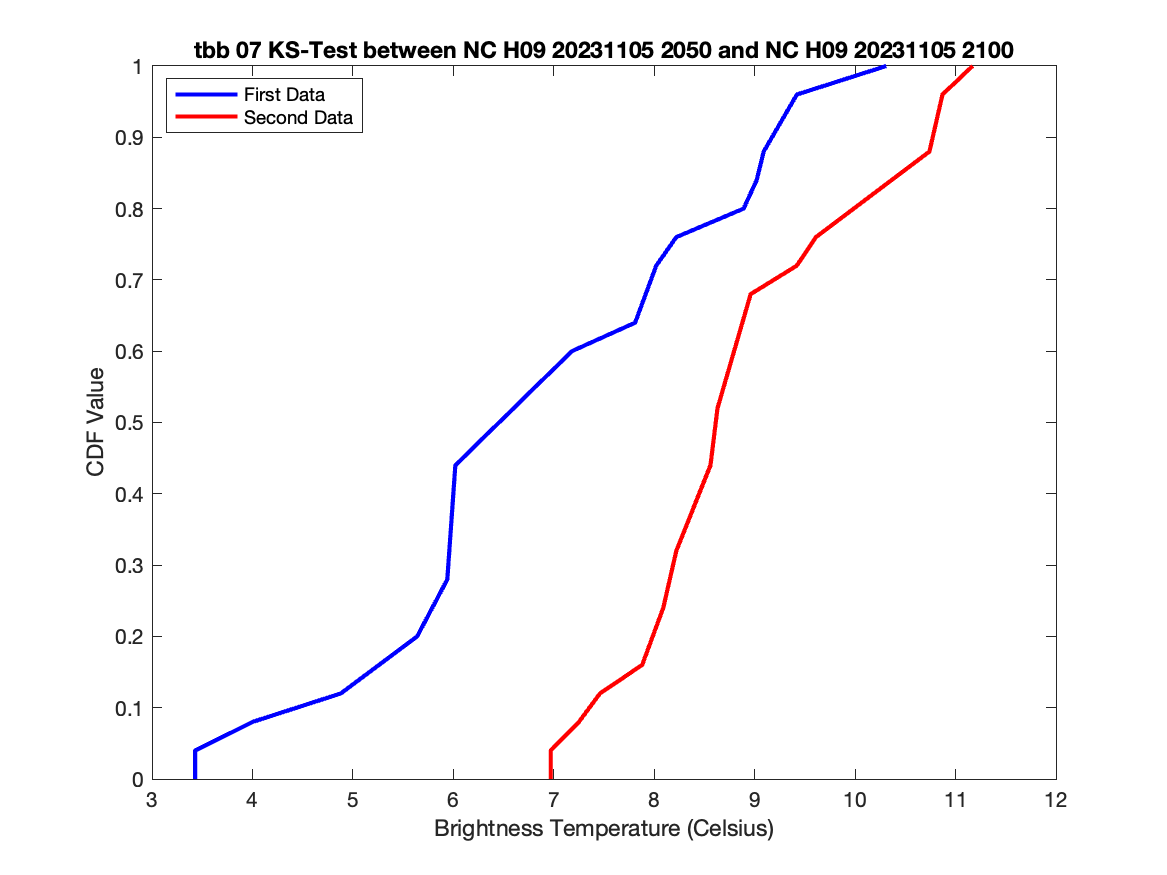 tbb 07 KS-Test between NC H09 20231105 2050 and NC H09 20231105 2100
First Data
Second Data
1
0.9
0.8
0.7
0.6
0.5
0.4
0.3
0.2
0.1
0
CDF Value
3 4 5 6 7 8 9 10 11 12
Brightness Temperature (Celsius)